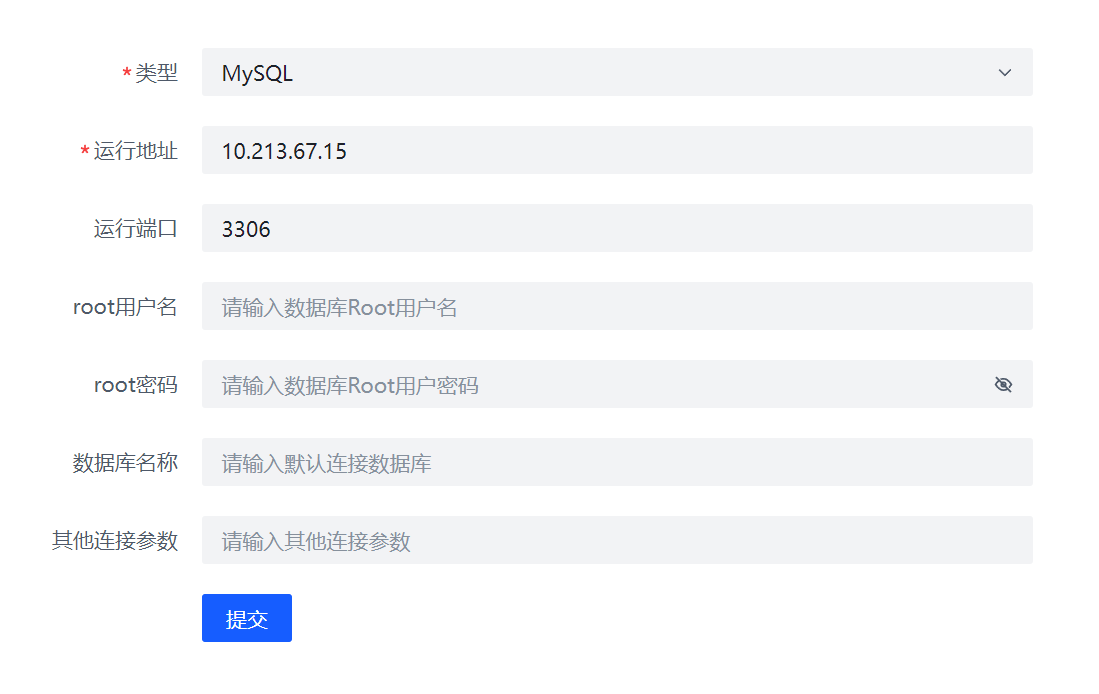 *类型 MySQL
*运行地址 10.213.67.15
运行端口 3306
root用户名 请输入数据库Root用户名
root密码 请输入数据库Root用户密码
数据库名称 请输入默认连接数据库
其他连接参数 请输入其他连接参数
提交